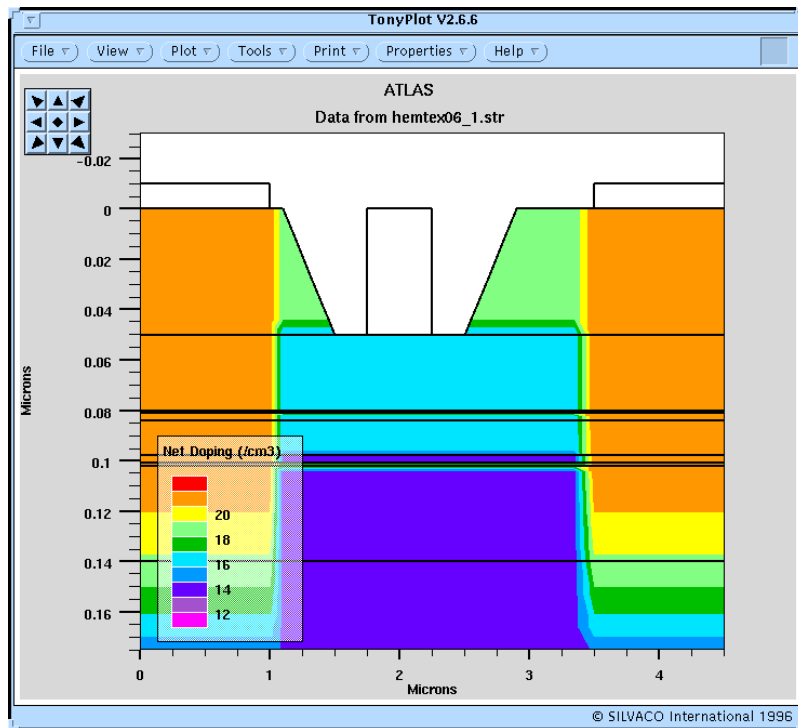 TonyPlot V2.6.6
File View Plot Tools Print Properties Help
ATLAS
Data from hemtex06_1.str
-0.02
0
0.02
0.04
0.06
0.08
0.1
0.12
0.14
0.16
Microns
Net Doping (/cm3)
20
18
16
14
12
0 1 2 3 4
Microns
© SILVACO International 1996